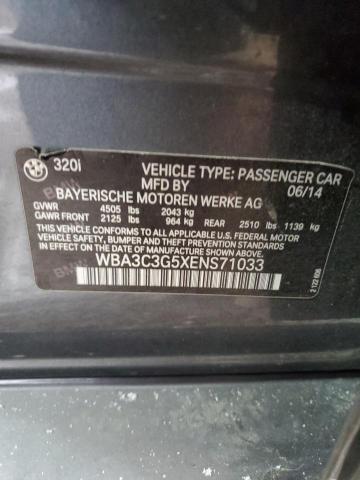 320i
VEHICLE TYPE: PASSENGER CAR
MFD BY 06/14
BAYERISCHE MOTOREN WERKE AG
GVWR 4505 lbs 2043 kg
GAWR FRONT 2125 lbs 964 kg REAR 2510 lbs 1139 kg
THIS VEHICLE CONFORMS TO ALL APPLICABLE U.S. FEDERAL MOTOR
VEHICLE SAFETY, BUMPER AND THEFT PREVENTION STANDARDS IN
EFFECT ON THE DATE OF MANUFACTURE SHOWN ABOVE.
WBA3C3G5XENS71033